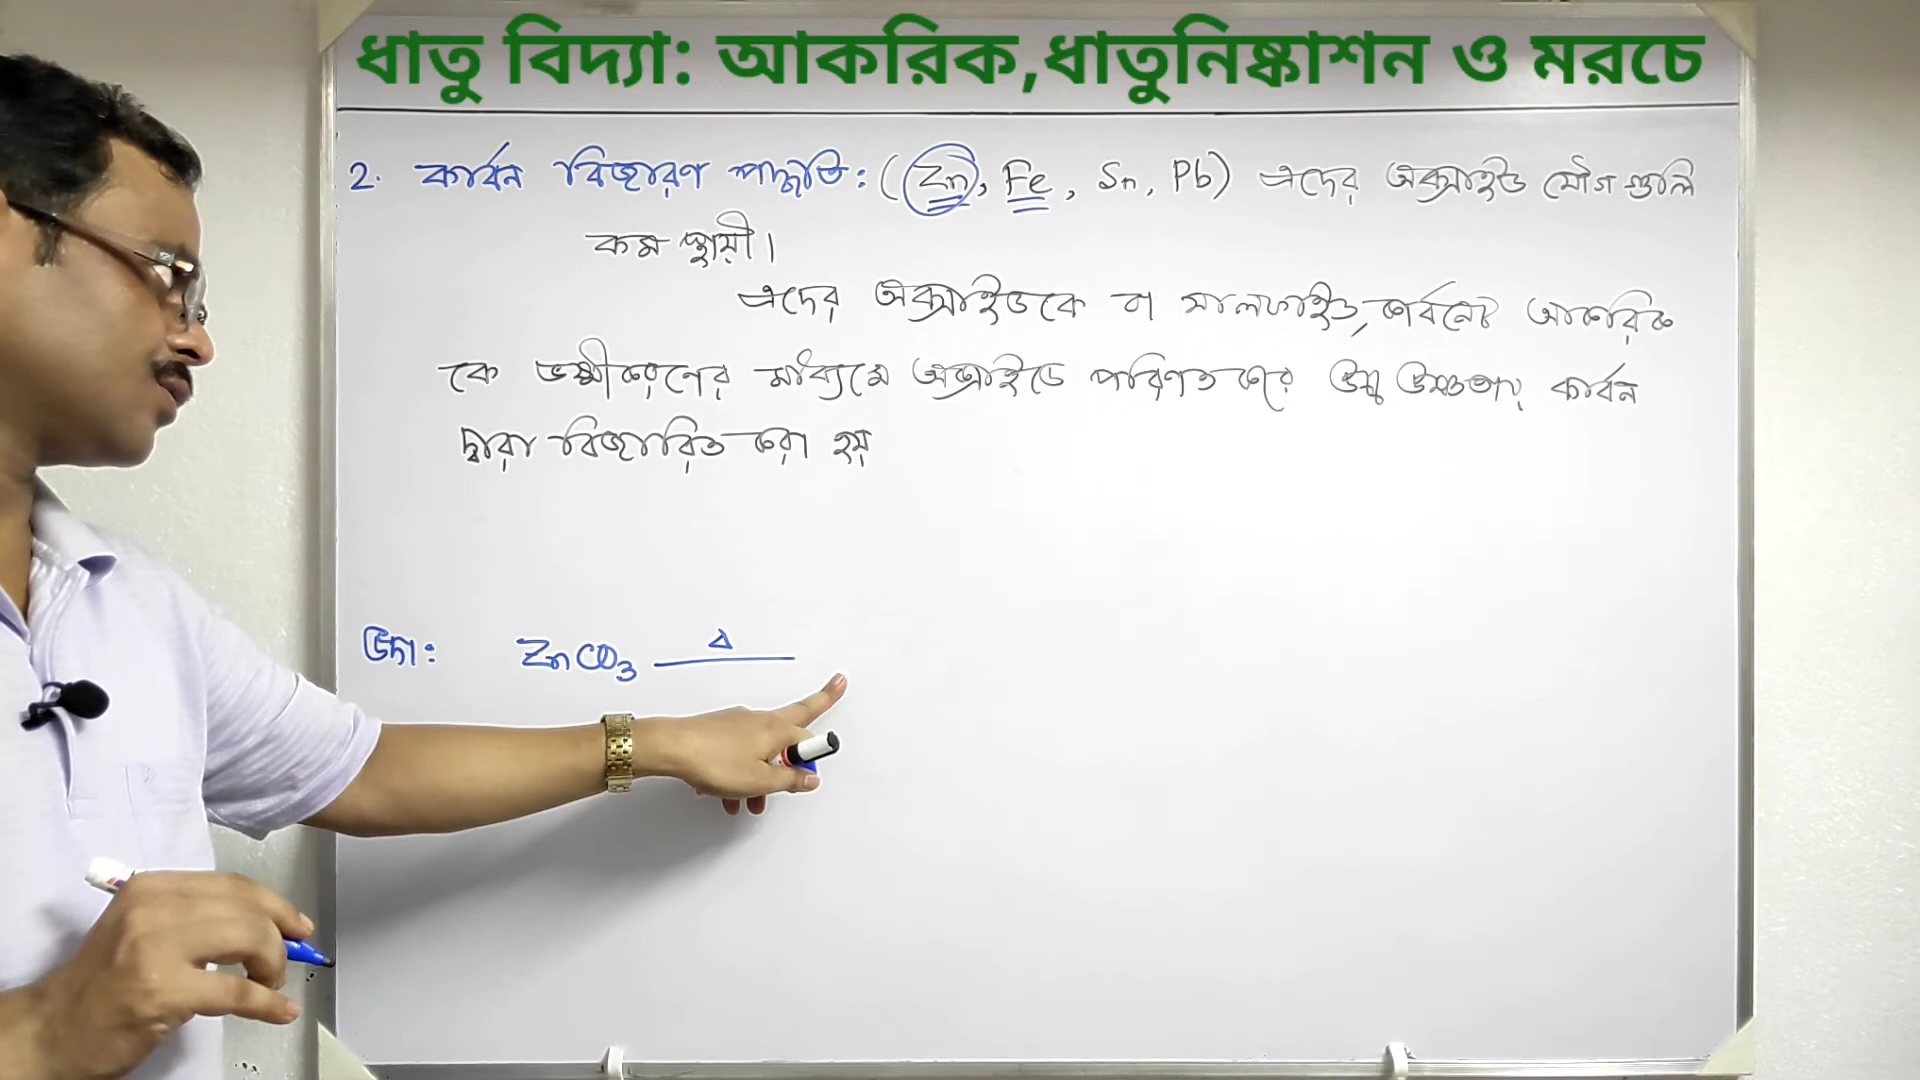 ধাতু বিদ্যা: আকরিক,ধাতুনিষ্কাশন ও মরচে
2. কার্বন বিজারণ পদ্ধতি: (Zn, Fe, Sn, Pb) এদের অক্সাইড যৌগ গুলি
কম স্থায়ী।
এদের অক্সাইডকে বা সালফাইড, কার্বনেট আকরিক
কে ভস্মীকরণের মাধ্যমে অক্সাইডে পরিণত করে উষ্ণতায় কার্বন
দ্বারা বিজারিত করা হয়
উদা: ZnCO3 Δ